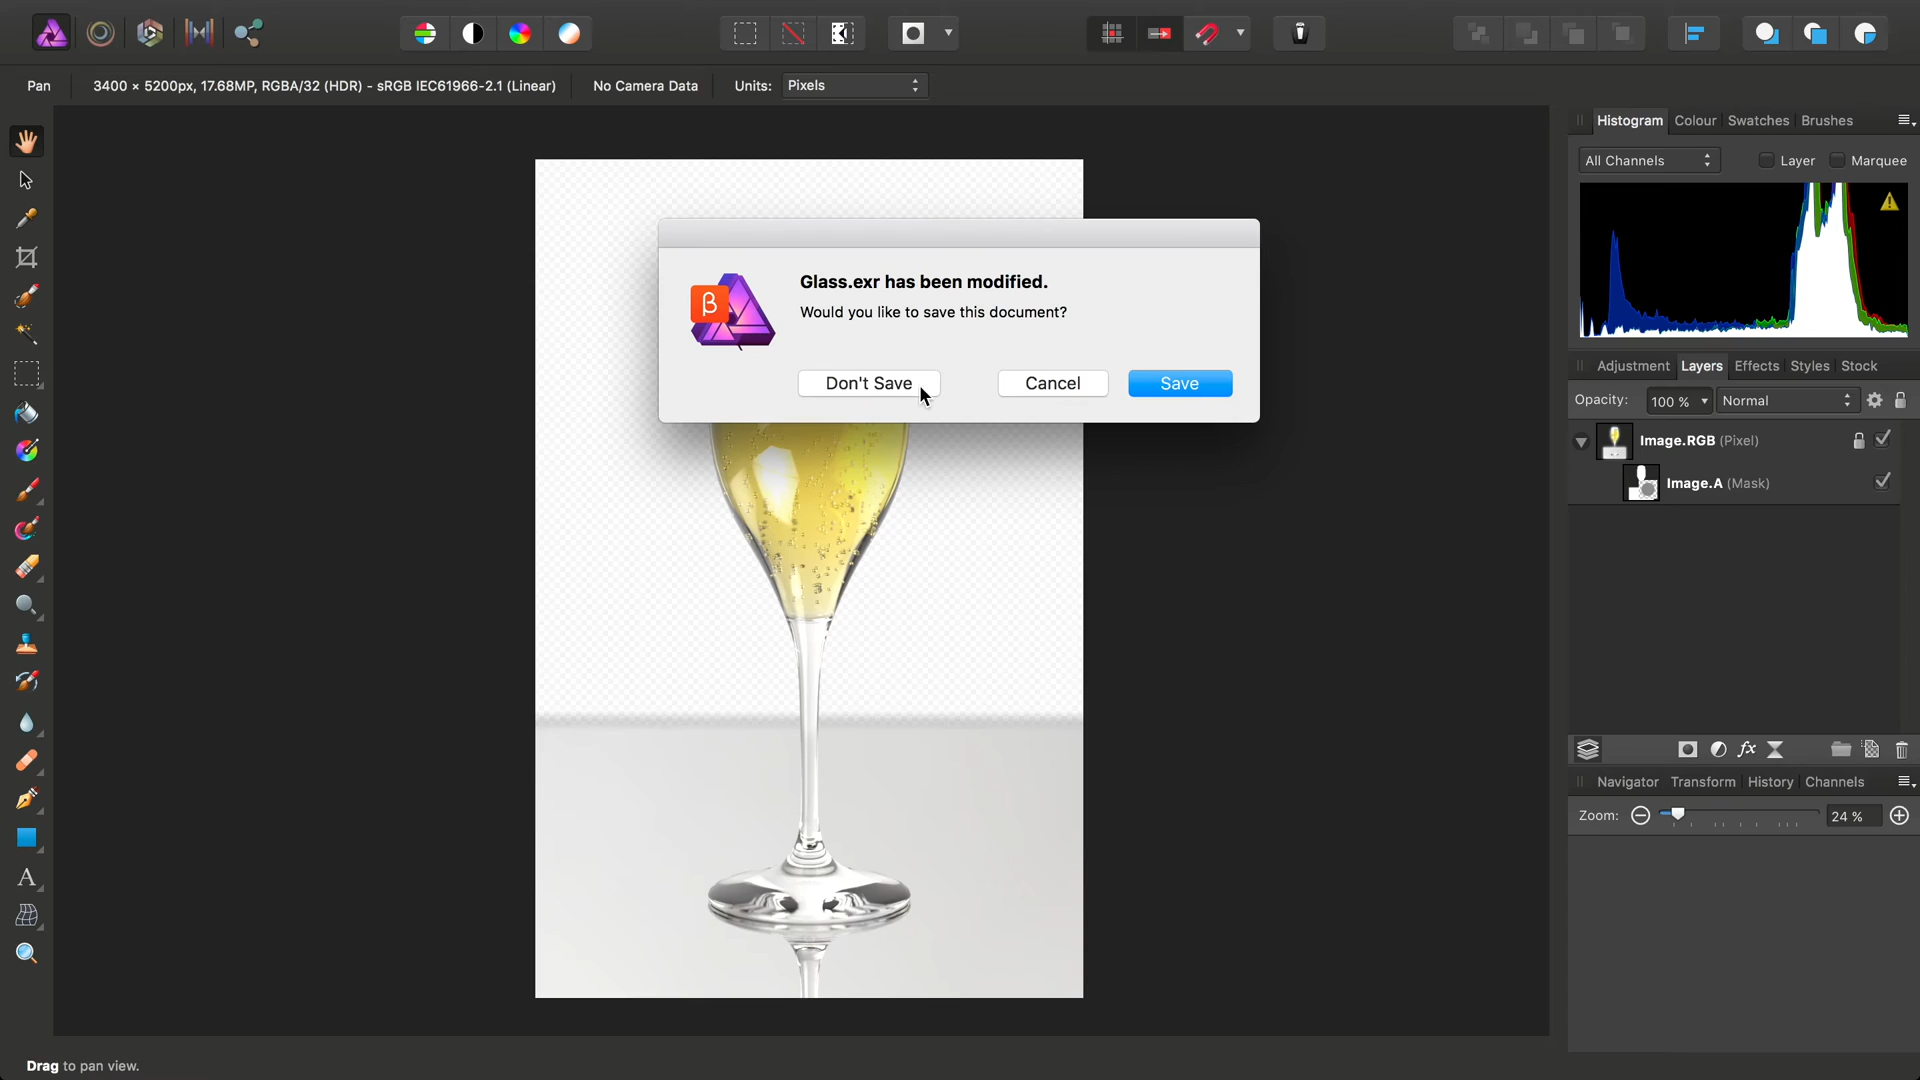 Pan
3400 × 5200px, 17.68MP, RGBA/32 (HDR) - sRGB IEC61966-2.1 (Linear)
No Camera Data
Units:
Pixels
Histogram
Colour
Swatches
Brushes
All Channels
Layer
Marquee
β
Glass.exr has been modified.
Would you like to save this document?
Don't Save
Cancel
Save
Adjustment
Layers
Effects
Styles
Stock
Opacity:
100 %
Normal
Image.RGB (Pixel)
Image.A (Mask)
fx
Navigator
Transform
History
Channels
Zoom:
24 %
A
Drag to pan view.